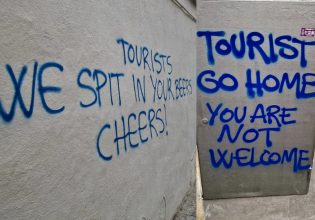 TOURISTS
WE SPIT IN YOUR BEERS
CHEERS!
TOURIST
GO HOME
YOU ARE
NOT
WELCOME